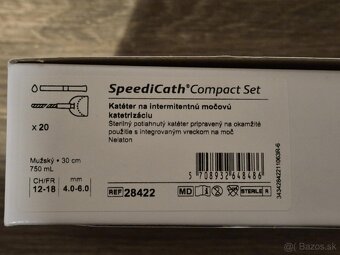 SpeediCath® Compact Set
Katéter na intermitentnú močovú
katetrizáciu
Sterilný potiahnutý katéter pripravený na okamžité
použitie s integrovaným vreckom na moč
Nelaton
x 20
Mužský • 30 cm
750 mL
CH/FR mm
12-18 4.0-6.0
REF 28422
5 708932 648486
MD STERILE R
bazos.sk